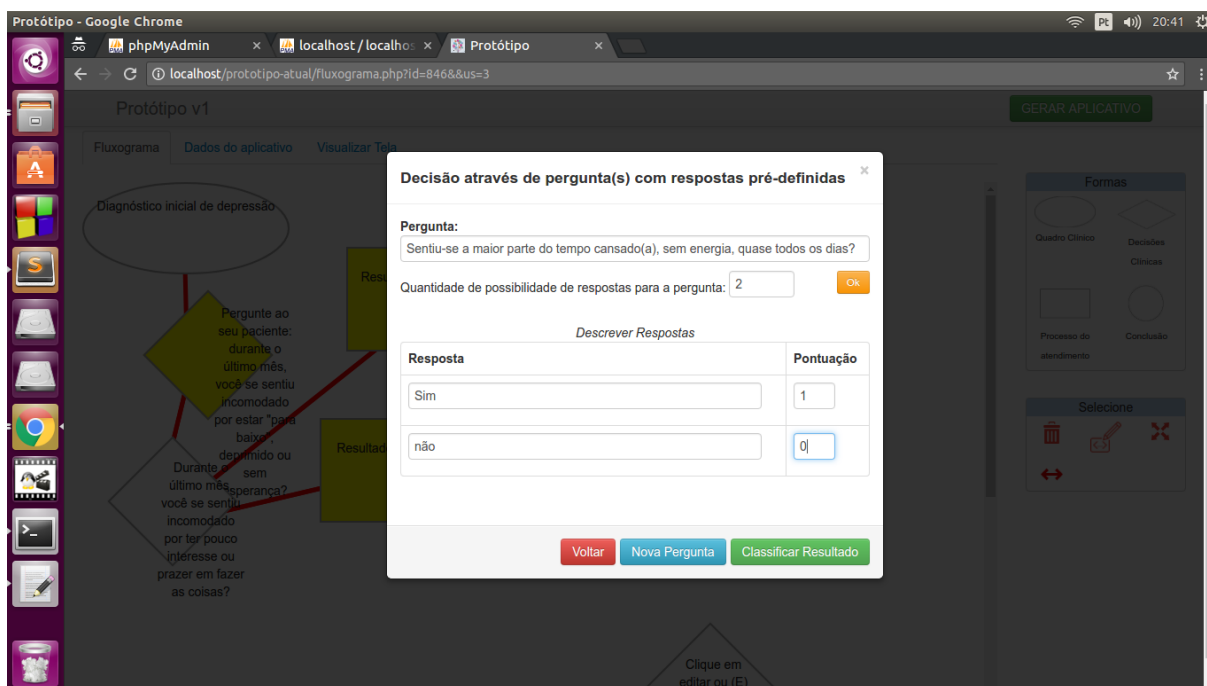 Protótipo - Google Chrome
Pt
20:41
phpMyAdmin
localhost / localhos
Protótipo
localhost/prototipo-atual/fluxograma.php?id=846&&us=3
Protótipo v1
GERAR APLICATIVO
Fluxograma
Dados do aplicativo
Visualizar Tela
Diagnóstico inicial de depressão
Pergunte ao
seu paciente:
durante o
último mês,
você se sentiu
incomodado
por estar "para
baixo",
deprimido ou
sem
sperança?
Resu
Resultad
Durante o
último mês,
você se sentiu
incomodado
por ter pouco
interesse ou
prazer em fazer
as coisas?
Decisão através de pergunta(s) com respostas pré-definidas
×
Pergunta:
Sentiu-se a maior parte do tempo cansado(a), sem energia, quase todos os dias?
Quantidade de possibilidade de respostas para a pergunta: 2
Ok
Descrever Respostas
Resposta
Pontuação
Sim
1
não
0
Voltar
Nova Pergunta
Classificar Resultado
Clique em
editar ou (E)
Formas
Quadro Clínico
Decisões
Clínicas
Processo do
atendimento
Conclusão
Selecione